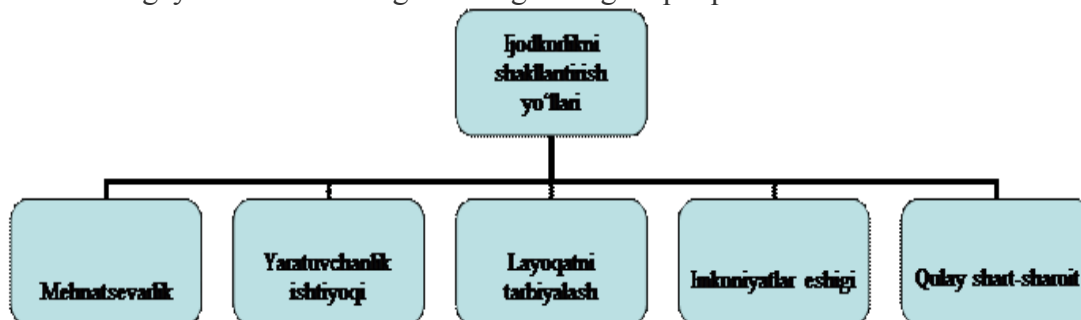 Ijodkorlikni
shakllantirish
yo‘llari
Mehnatsevarlik
Yaratuvchanlik
ishtiyoqi
Layoqatni
tarbiyalash
Imkoniyatlar eshigi
Qulay shart-sharoit